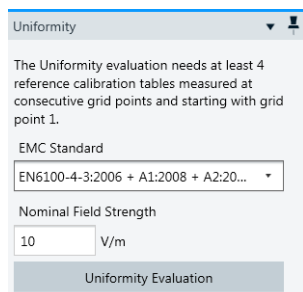 Uniformity
The Uniformity evaluation needs at least 4
reference calibration tables measured at
consecutive grid points and starting with grid
point 1.
EMC Standard
EN6100-4-3:2006 + A1:2008 + A2:20...
Nominal Field Strength
10 V/m
Uniformity Evaluation